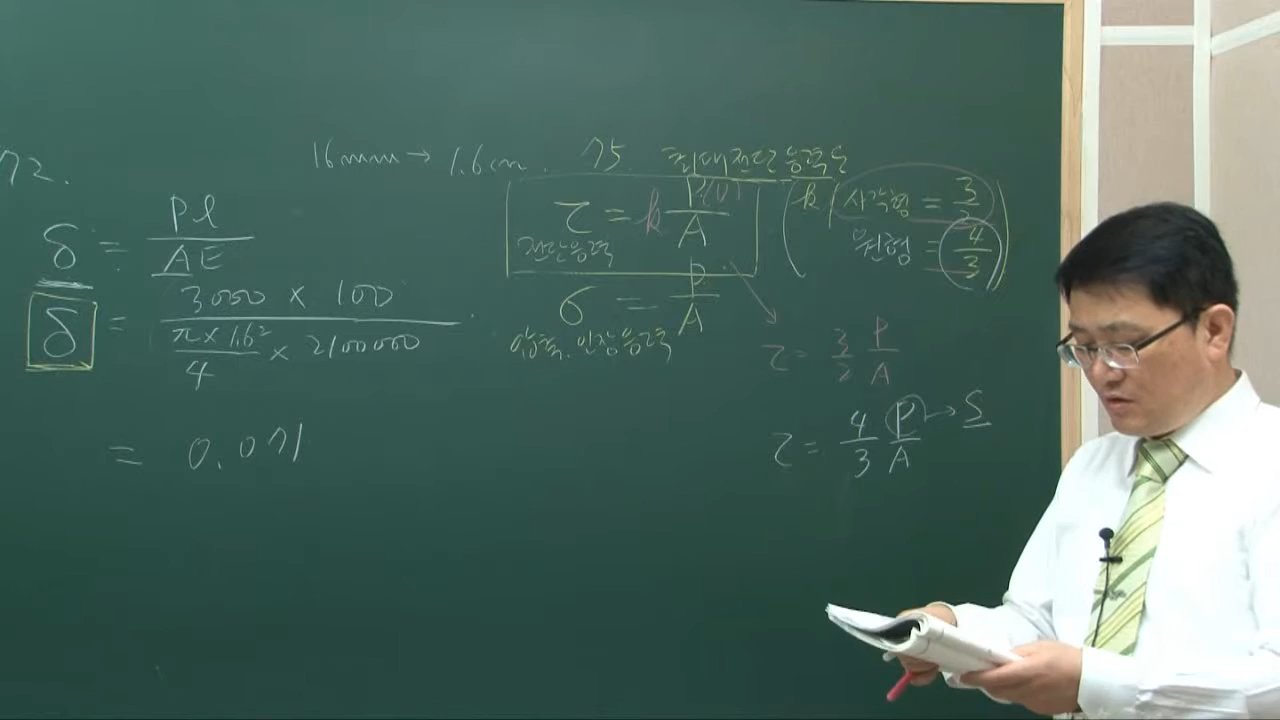 72.
δ = Pl / AE
δ = 3000 × 100 / (π × 1.6² / 4 × 2100000)
= 0.071
16mm → 1.6cm
75. 최대전단응력도
τ = k P(V) / A
전단응력
k
사각형 = 3/2
원형 = 4/3
σ = P / A
압축.인장응력
τ = 3/2 P/A
τ = 4/3 P/A → S